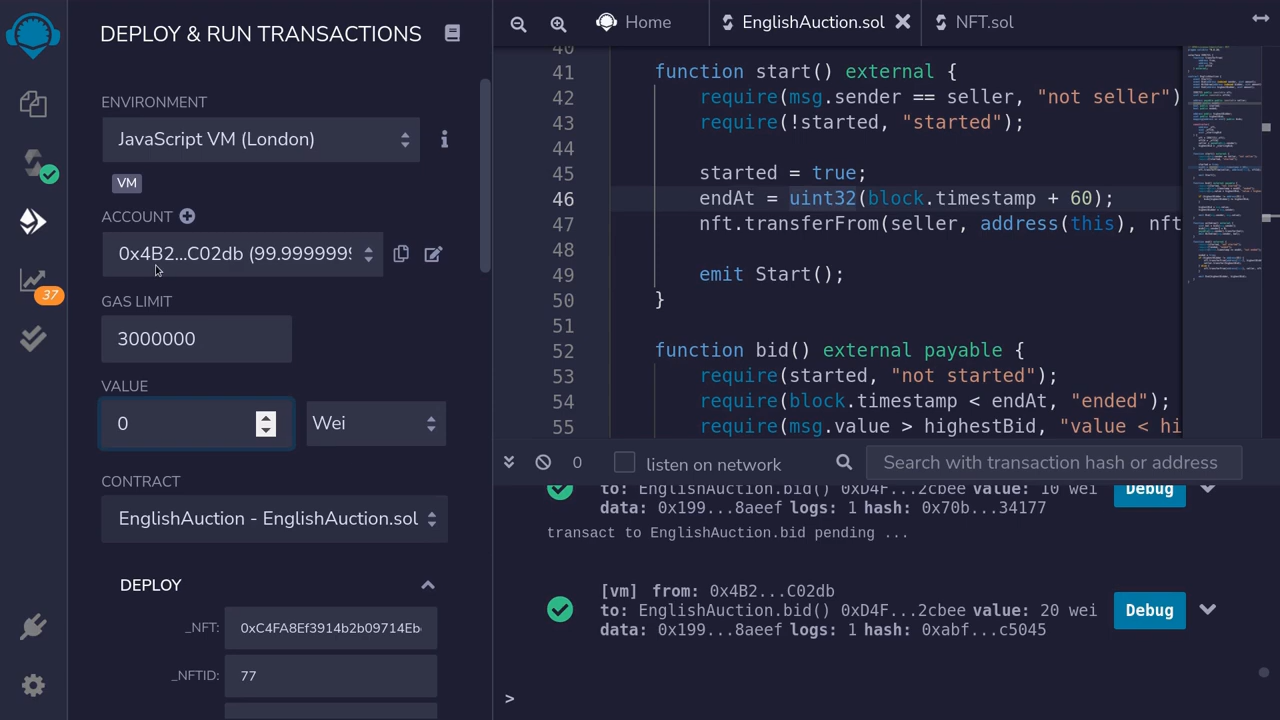 DEPLOY & RUN TRANSACTIONS
ENVIRONMENT
JavaScript VM (London)
VM
ACCOUNT
0x4B2...C02db (99.9999999
GAS LIMIT
3000000
VALUE
0
Wei
CONTRACT
EnglishAuction - EnglishAuction.sol
DEPLOY
_NFT:
0xC4FA8Ef3914b2b09714Eb
_NFTID:
77
37
Home
EnglishAuction.sol
NFT.sol
40
41 function start() external {
42 require(msg.sender == seller, "not seller")
43 require(!started, "started");
44
45 started = true;
46 endAt = uint32(block.timestamp + 60);
47 nft.transferFrom(seller, address(this), nft
48
49 emit Start();
50 }
51
52 function bid() external payable {
53 require(started, "not started");
54 require(block.timestamp < endAt, "ended");
55 require(msg.value > highestBid, "value < hi
0
listen on network
Search with transaction hash or address
to: EnglishAuction.bid() 0xD4F...2cbee value: 10 wei
data: 0x199...8aeef logs: 1 hash: 0x70b...34177
Debug
transact to EnglishAuction.bid pending ...
[vm] from: 0x4B2...C02db
to: EnglishAuction.bid() 0xD4F...2cbee value: 20 wei
data: 0x199...8aeef logs: 1 hash: 0xabf...c5045
Debug
>